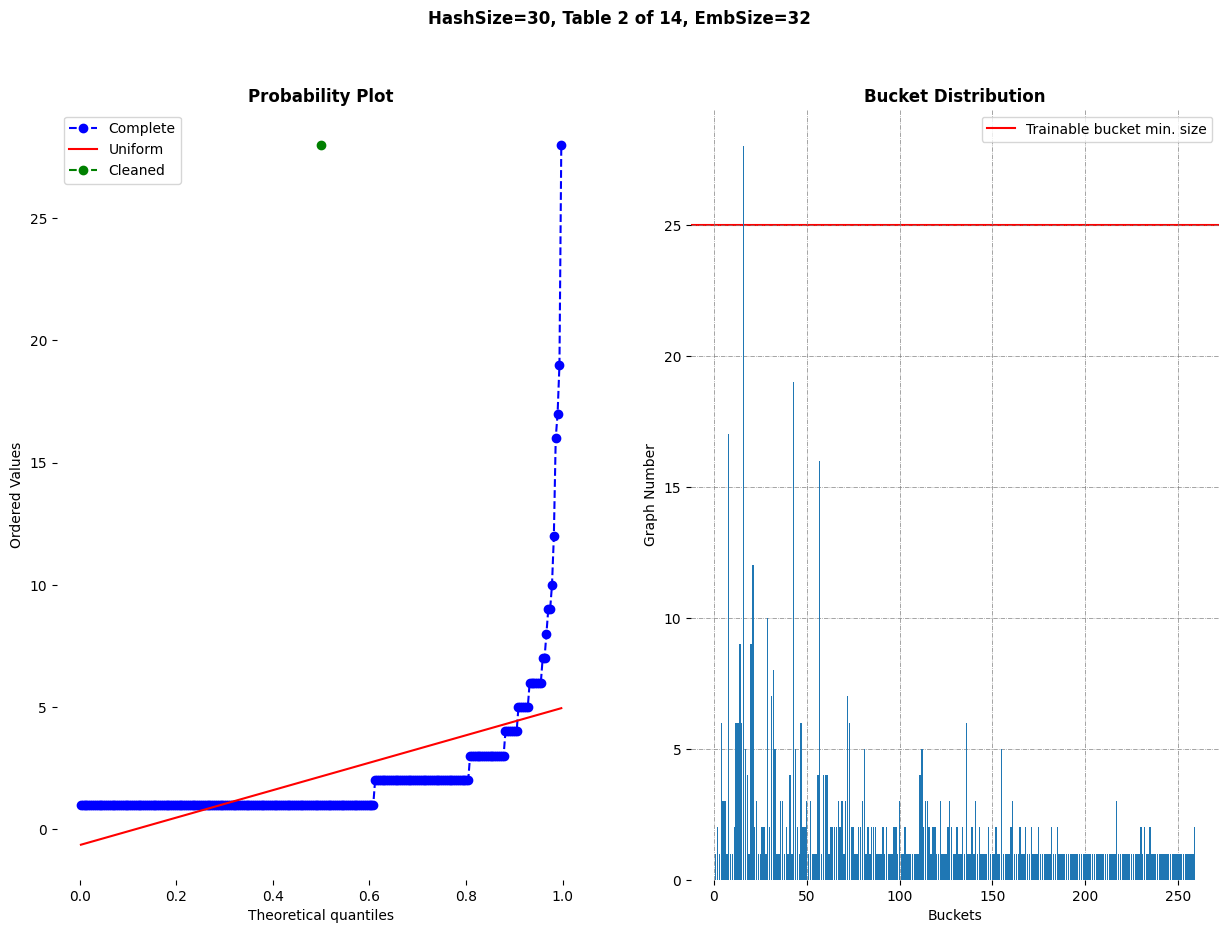 HashSize=30, Table 2 of 14, EmbSize=32
Probability Plot
Complete
Uniform
Cleaned
Ordered Values
25
20
15
10
5
0
0.0 0.2 0.4 0.6 0.8 1.0
Theoretical quantiles
Bucket Distribution
Trainable bucket min. size
Graph Number
25
20
15
10
5
0
0 50 100 150 200 250
Buckets